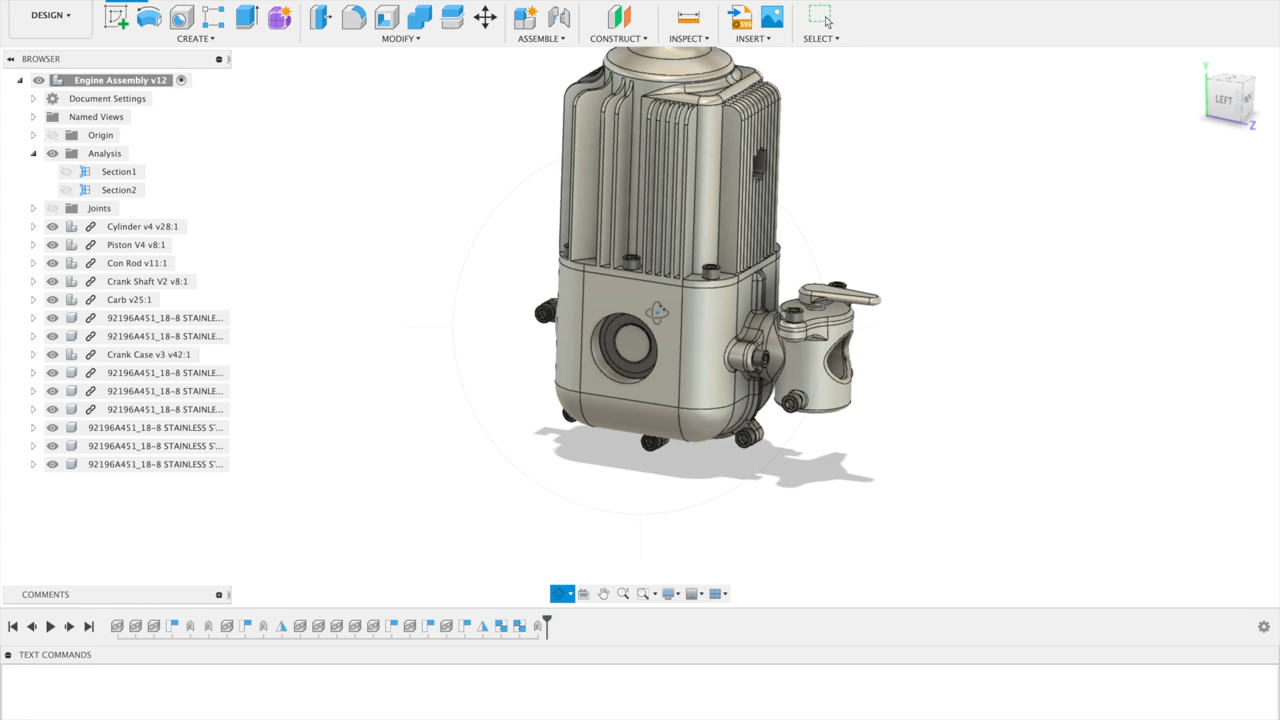 DESIGN ▾
CREATE ▾
MODIFY ▾
ASSEMBLE ▾
CONSTRUCT ▾
INSPECT ▾
INSERT ▾
SELECT ▾
SVG
BROWSER
Engine Assembly v12
Document Settings
Named Views
Origin
Analysis
Section1
Section2
Joints
Cylinder v4 v28:1
Piston V4 v8:1
Con Rod v11:1
Crank Shaft V2 v8:1
Carb v25:1
92196A451_18-8 STAINLE...
92196A451_18-8 STAINLE...
Crank Case v3 v42:1
92196A451_18-8 STAINLE...
92196A451_18-8 STAINLE...
92196A451_18-8 STAINLE...
92196A451_18-8 STAINLESS S'...
92196A451_18-8 STAINLESS S'...
92196A451_18-8 STAINLESS S'...
Y
LEFT
Z
COMMENTS
TEXT COMMANDS